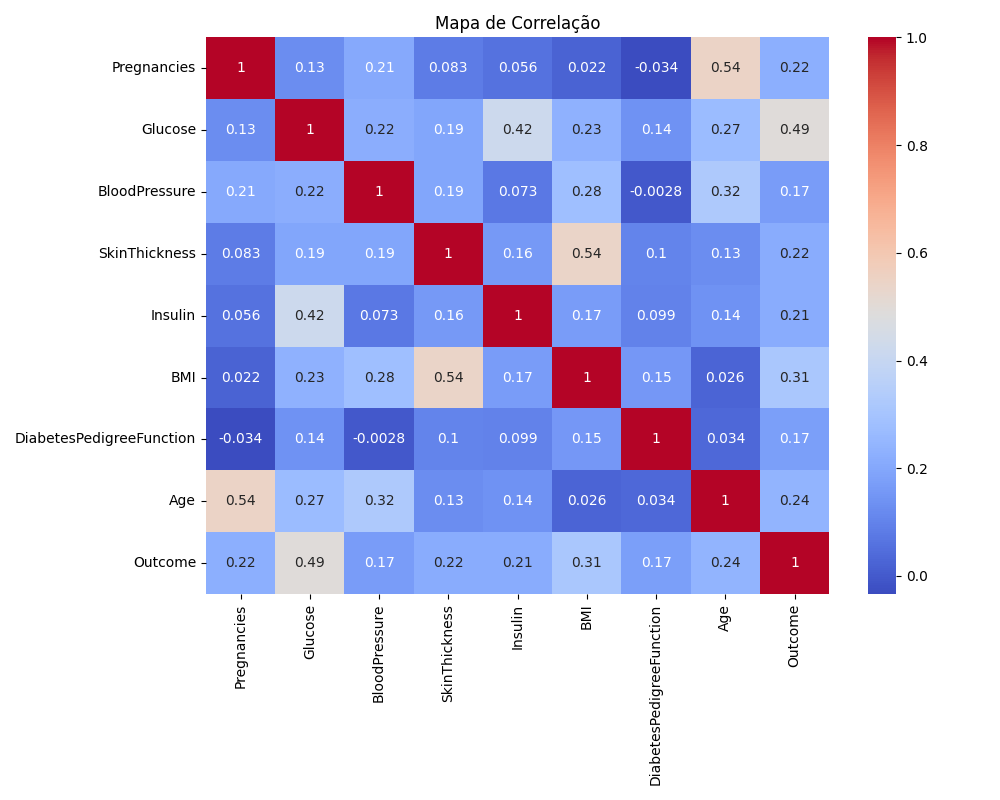 Mapa de Correlação
Pregnancies 1 0.13 0.21 0.083 0.056 0.022 -0.034 0.54 0.22
Glucose 0.13 1 0.22 0.19 0.42 0.23 0.14 0.27 0.49
BloodPressure 0.21 0.22 1 0.19 0.073 0.28 -0.0028 0.32 0.17
SkinThickness 0.083 0.19 0.19 1 0.16 0.54 0.1 0.13 0.22
Insulin 0.056 0.42 0.073 0.16 1 0.17 0.099 0.14 0.21
BMI 0.022 0.23 0.28 0.54 0.17 1 0.15 0.026 0.31
DiabetesPedigreeFunction -0.034 0.14 -0.0028 0.1 0.099 0.15 1 0.034 0.17
Age 0.54 0.27 0.32 0.13 0.14 0.026 0.034 1 0.24
Outcome 0.22 0.49 0.17 0.22 0.21 0.31 0.17 0.24 1
Pregnancies
Glucose
BloodPressure
SkinThickness
Insulin
BMI
DiabetesPedigreeFunction
Age
Outcome
1.0
0.8
0.6
0.4
0.2
0.0